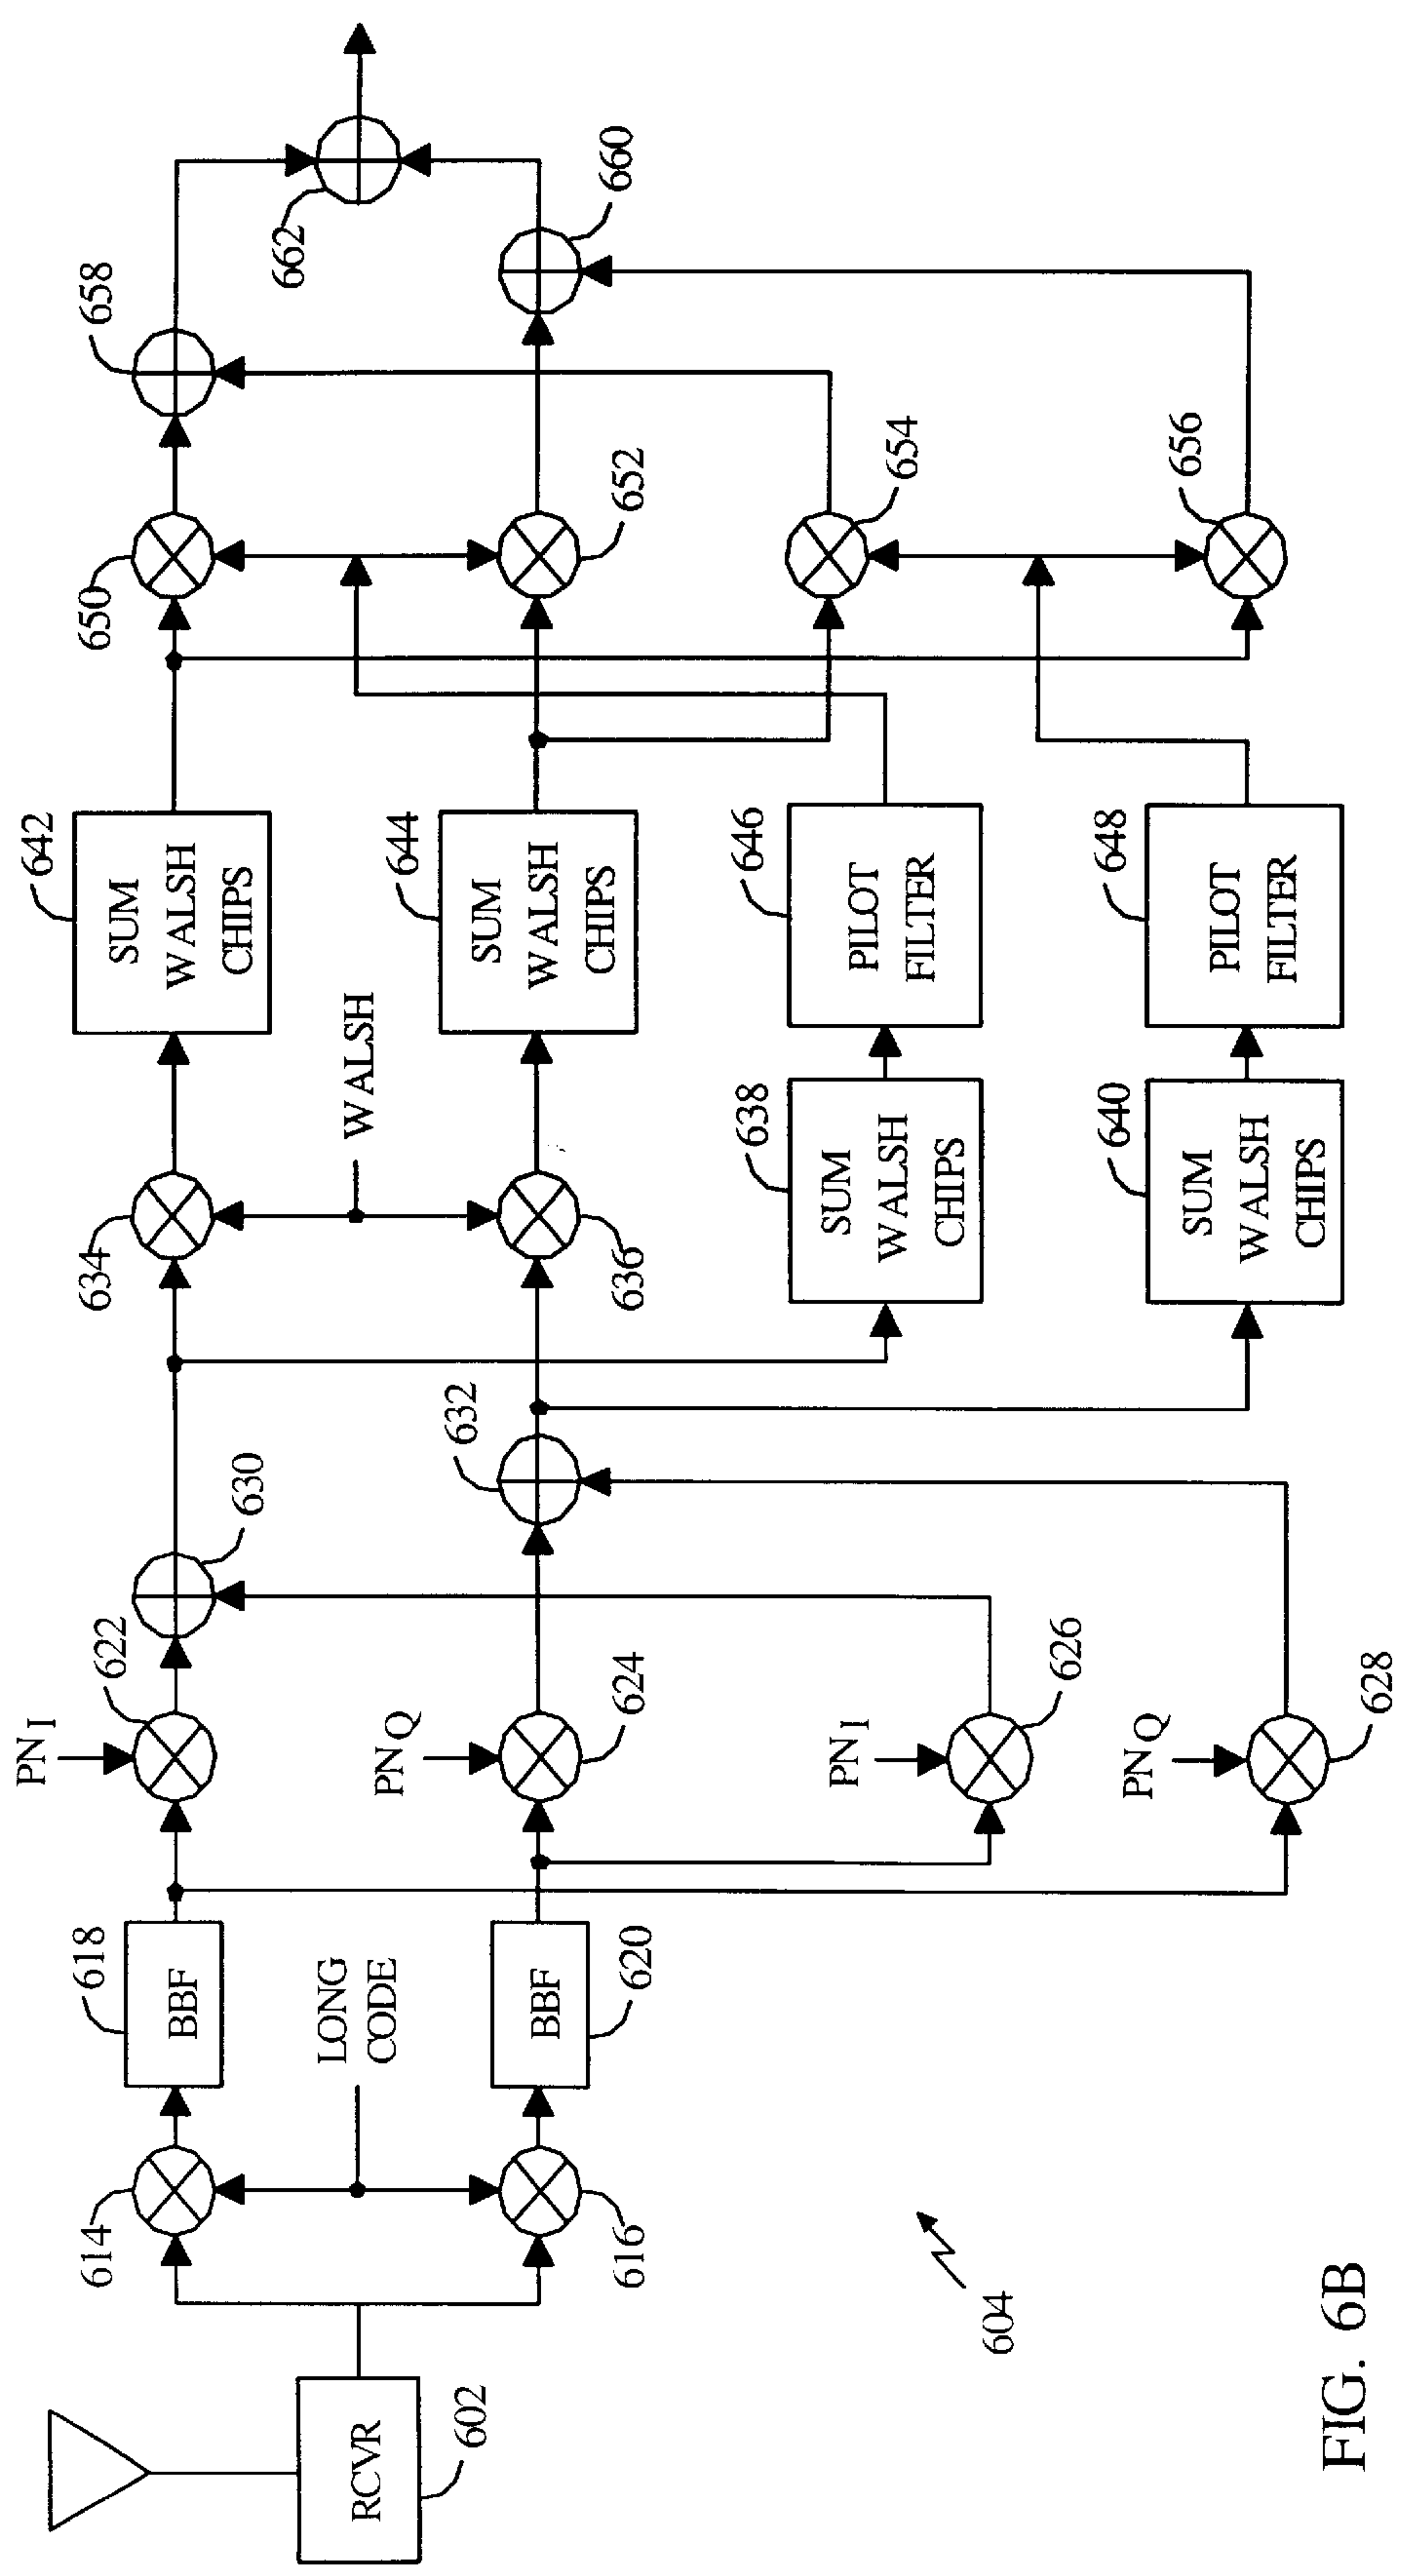 RCVR
602
614
616
LONG
CODE
618
BBF
620
BBF
PN I
622
PN Q
624
PN I
626
PN Q
628
630
632
634
636
WALSH
638
SUM
WALSH
CHIPS
640
SUM
WALSH
CHIPS
642
SUM
WALSH
CHIPS
644
SUM
WALSH
CHIPS
646
PILOT
FILTER
648
PILOT
FILTER
650
652
654
656
658
660
662
604
FIG. 6B